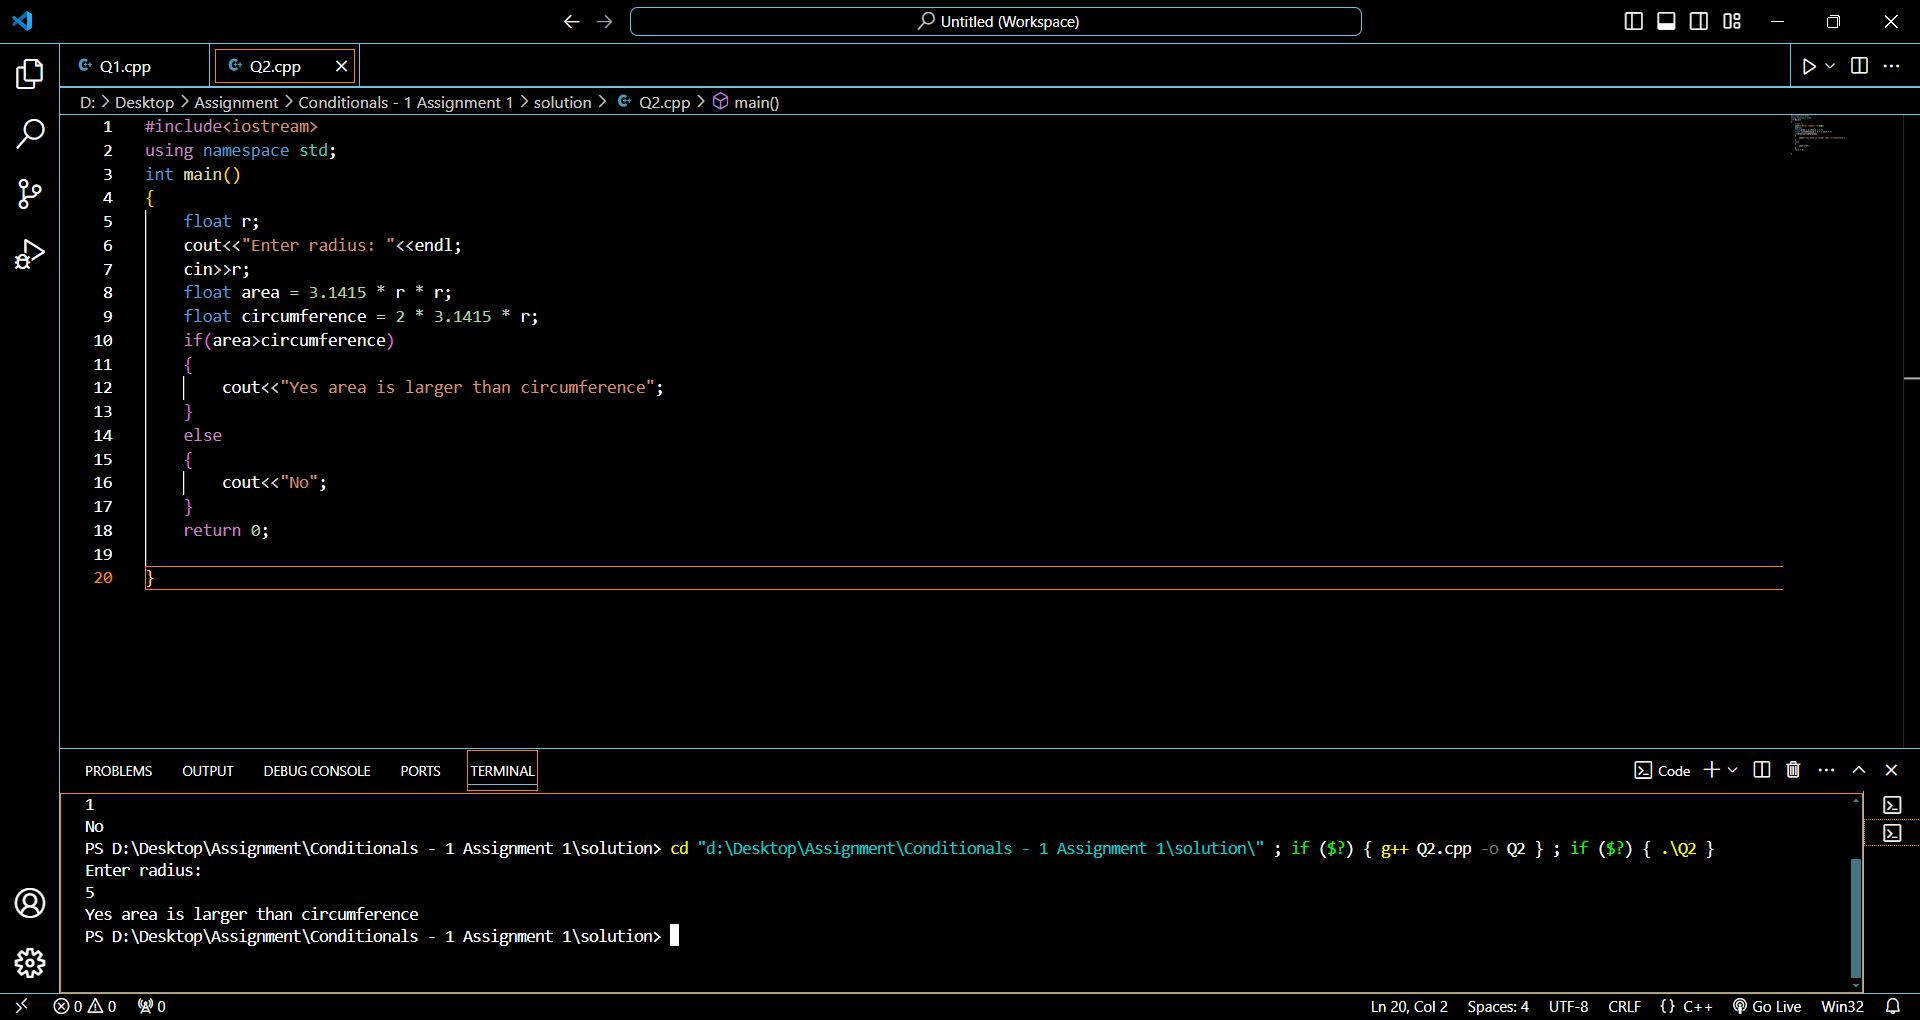 Untitled (Workspace)
Q1.cpp
Q2.cpp
D: > Desktop > Assignment > Conditionals - 1 Assignment 1 > solution > Q2.cpp > main()
1 #include<iostream>
2 using namespace std;
3 int main()
4 {
5 float r;
6 cout<<"Enter radius: "<<endl;
7 cin>>r;
8 float area = 3.1415 * r * r;
9 float circumference = 2 * 3.1415 * r;
10 if(area>circumference)
11 {
12 cout<<"Yes area is larger than circumference";
13 }
14 else
15 {
16 cout<<"No";
17 }
18 return 0;
19
20 }
PROBLEMS OUTPUT DEBUG CONSOLE PORTS TERMINAL Code
1
No
PS D:\Desktop\Assignment\Conditionals - 1 Assignment 1\solution> cd "d:\Desktop\Assignment\Conditionals - 1 Assignment 1\solution\" ; if ($?) { g++ Q2.cpp -o Q2 } ; if ($?) { .\Q2 }
Enter radius:
5
Yes area is larger than circumference
PS D:\Desktop\Assignment\Conditionals - 1 Assignment 1\solution>
0 0 0 Ln 20, Col 2 Spaces: 4 UTF-8 CRLF {} C++ Go Live Win32